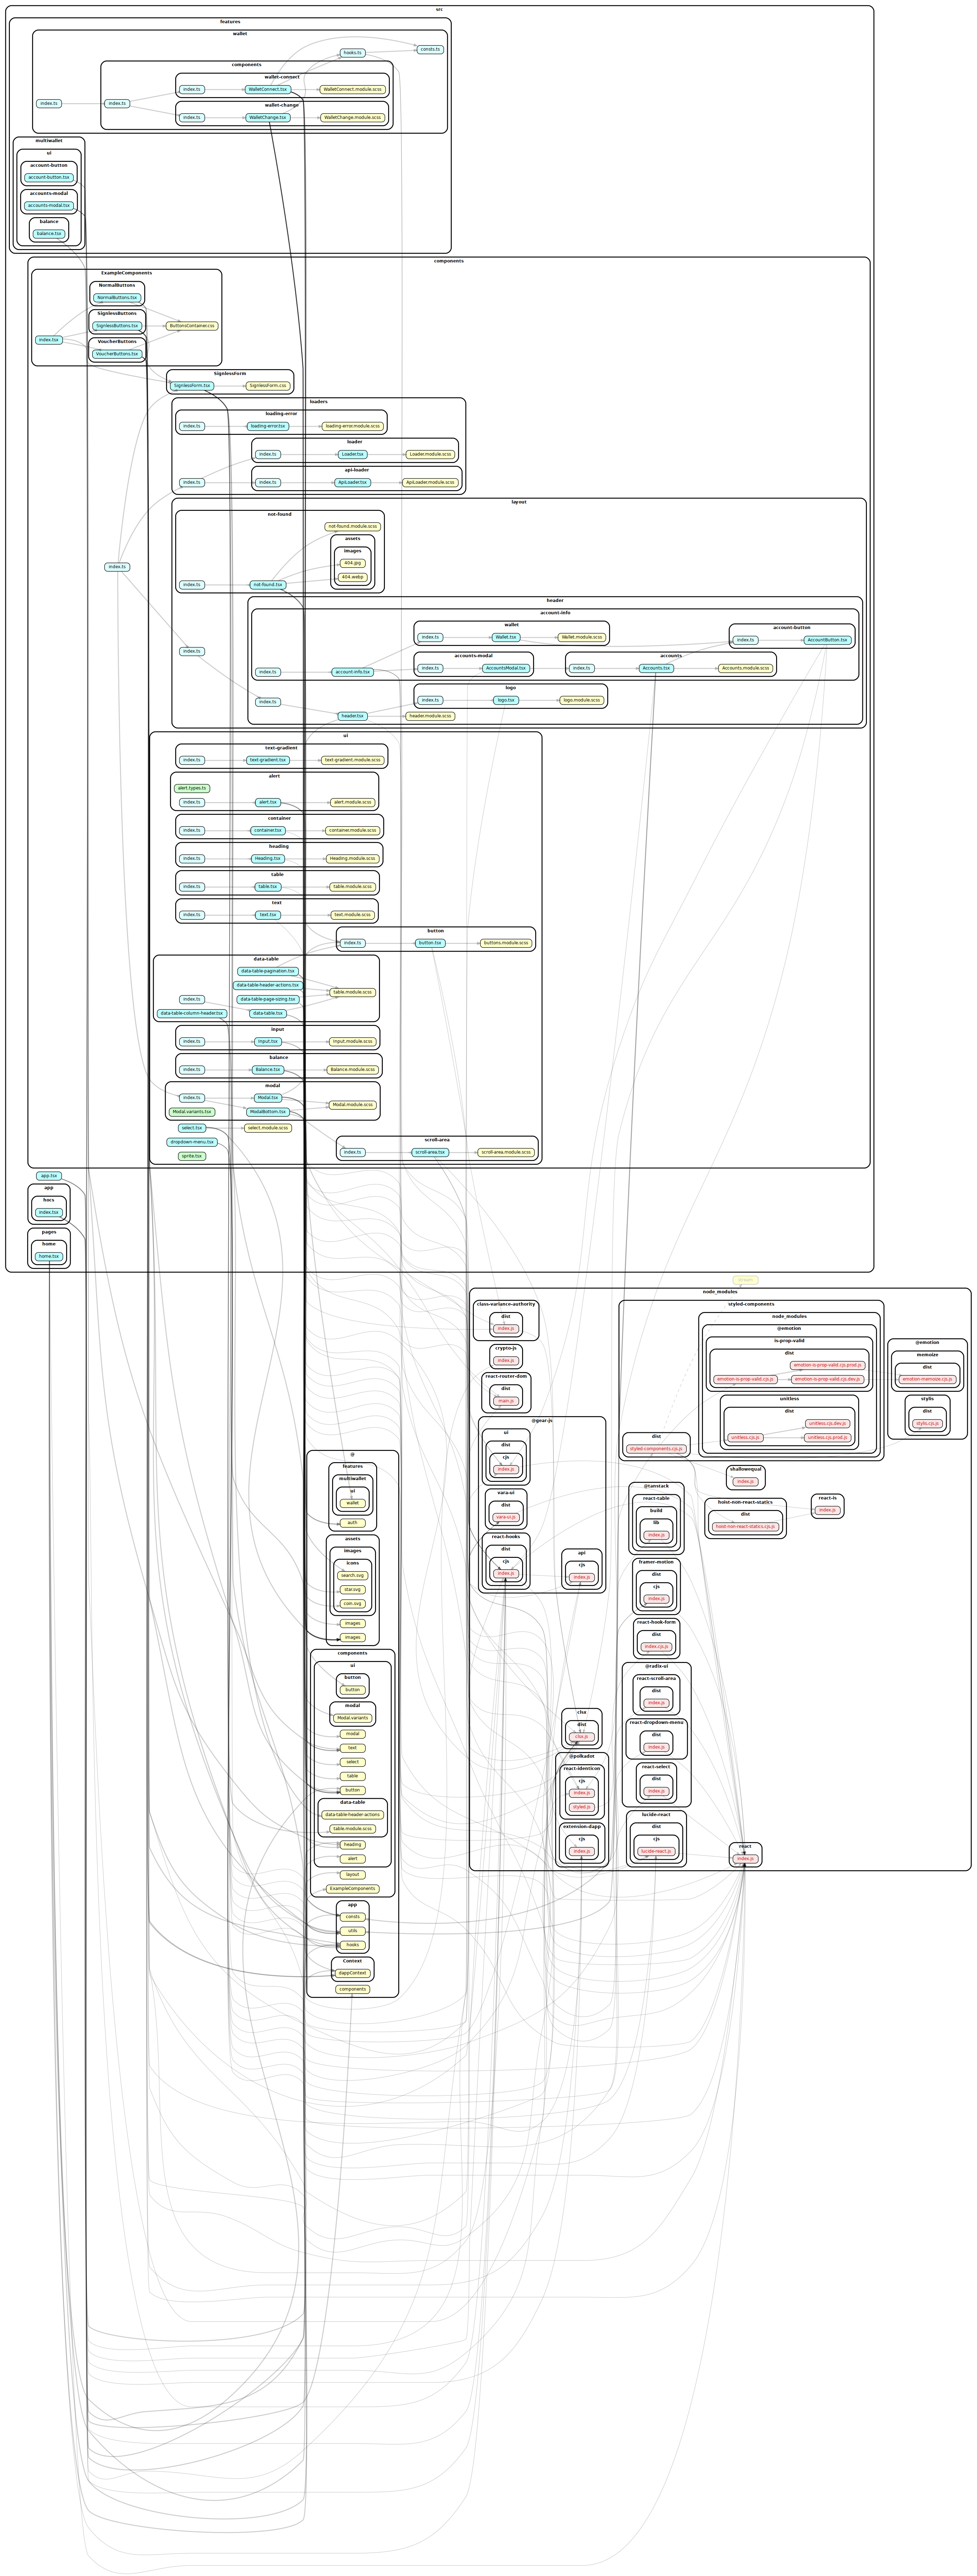 src
features
wallet
hooks.ts
consts.ts
components
wallet-connect
index.ts
WalletConnect.tsx
WalletConnect.module.scss
wallet-change
index.ts
index.ts
index.ts
WalletChange.tsx
WalletChange.module.scss
multiwallet
ui
account-button
account-button.tsx
accounts-modal
accounts-modal.tsx
balance
balance.tsx
components
ExampleComponents
NormalButtons
NormalButtons.tsx
SignlessButtons
SignlessButtons.tsx
ButtonsContainer.css
VoucherButtons
index.tsx
VoucherButtons.tsx
SignlessForm
SignlessForm.tsx
SignlessForm.css
loaders
loading-error
index.ts
loading-error.tsx
loading-error.module.scss
loader
index.ts
Loader.tsx
Loader.module.scss
api-loader
index.ts
index.ts
ApiLoader.tsx
ApiLoader.module.scss
layout
not-found
not-found.module.scss
assets
images
404.jpg
404.webp
index.ts
index.ts
not-found.tsx
header
account-info
wallet
index.ts
Wallet.tsx
Wallet.module.scss
account-button
index.ts
AccountButton.tsx
index.ts
accounts-modal
accounts
index.ts
account-info.tsx
index.ts
AccountsModal.tsx
index.ts
Accounts.tsx
Accounts.module.scss
logo
index.ts
index.ts
logo.tsx
logo.module.scss
header.tsx
header.module.scss
ui
text-gradient
index.ts
text-gradient.tsx
text-gradient.module.scss
alert
alert.types.ts
index.ts
alert.tsx
alert.module.scss
container
index.ts
container.tsx
container.module.scss
heading
index.ts
Heading.tsx
Heading.module.scss
table
index.ts
table.tsx
table.module.scss
text
index.ts
text.tsx
text.module.scss
button
index.ts
button.tsx
buttons.module.scss
data-table
data-table-pagination.tsx
data-table-header-actions.tsx
table.module.scss
index.ts
data-table-page-sizing.tsx
data-table-column-header.tsx
data-table.tsx
input
index.ts
Input.tsx
Input.module.scss
balance
index.ts
Balance.tsx
Balance.module.scss
modal
index.ts
Modal.tsx
Modal.module.scss
Modal.variants.tsx
ModalBottom.tsx
select.tsx
select.module.scss
dropdown-menu.tsx
scroll-area
index.ts
scroll-area.tsx
scroll-area.module.scss
sprite.tsx
app.tsx
app
hocs
index.tsx
pages
home
home.tsx
stream
node_modules
class-variance-authority
dist
index.js
crypto-js
index.js
react-router-dom
dist
main.js
styled-components
node_modules
@emotion
is-prop-valid
dist
emotion-is-prop-valid.cjs.prod.js
emotion-is-prop-valid.cjs.js
emotion-is-prop-valid.cjs.dev.js
unitless
dist
unitless.cjs.dev.js
unitless.cjs.js
unitless.cjs.prod.js
dist
styled-components.cjs.js
@emotion
memoize
dist
emotion-memoize.cjs.js
stylis
dist
stylis.cjs.js
@gear-js
ui
dist
cjs
index.js
vara-ui
dist
vara-ui.js
react-hooks
dist
cjs
index.js
api
cjs
index.js
shallowequal
index.js
@tanstack
react-table
build
lib
index.js
hoist-non-react-statics
dist
hoist-non-react-statics.cjs.js
react-is
index.js
framer-motion
dist
cjs
index.js
react-hook-form
dist
index.cjs.js
@radix-ui
react-scroll-area
dist
index.js
react-dropdown-menu
dist
index.js
react-select
dist
index.js
clsx
dist
clsx.js
@polkadot
react-identicon
cjs
index.js
styled.js
extension-dapp
cjs
index.js
lucide-react
dist
cjs
lucide-react.js
react
index.js
@
features
multiwallet
ui
wallet
auth
assets
images
icons
search.svg
star.svg
coin.svg
images
images
components
ui
button
button
modal
Modal.variants
modal
text
select
table
button
data-table
data-table-header-actions
table.module.scss
heading
alert
layout
ExampleComponents
app
consts
utils
hooks
Context
dappContext
components